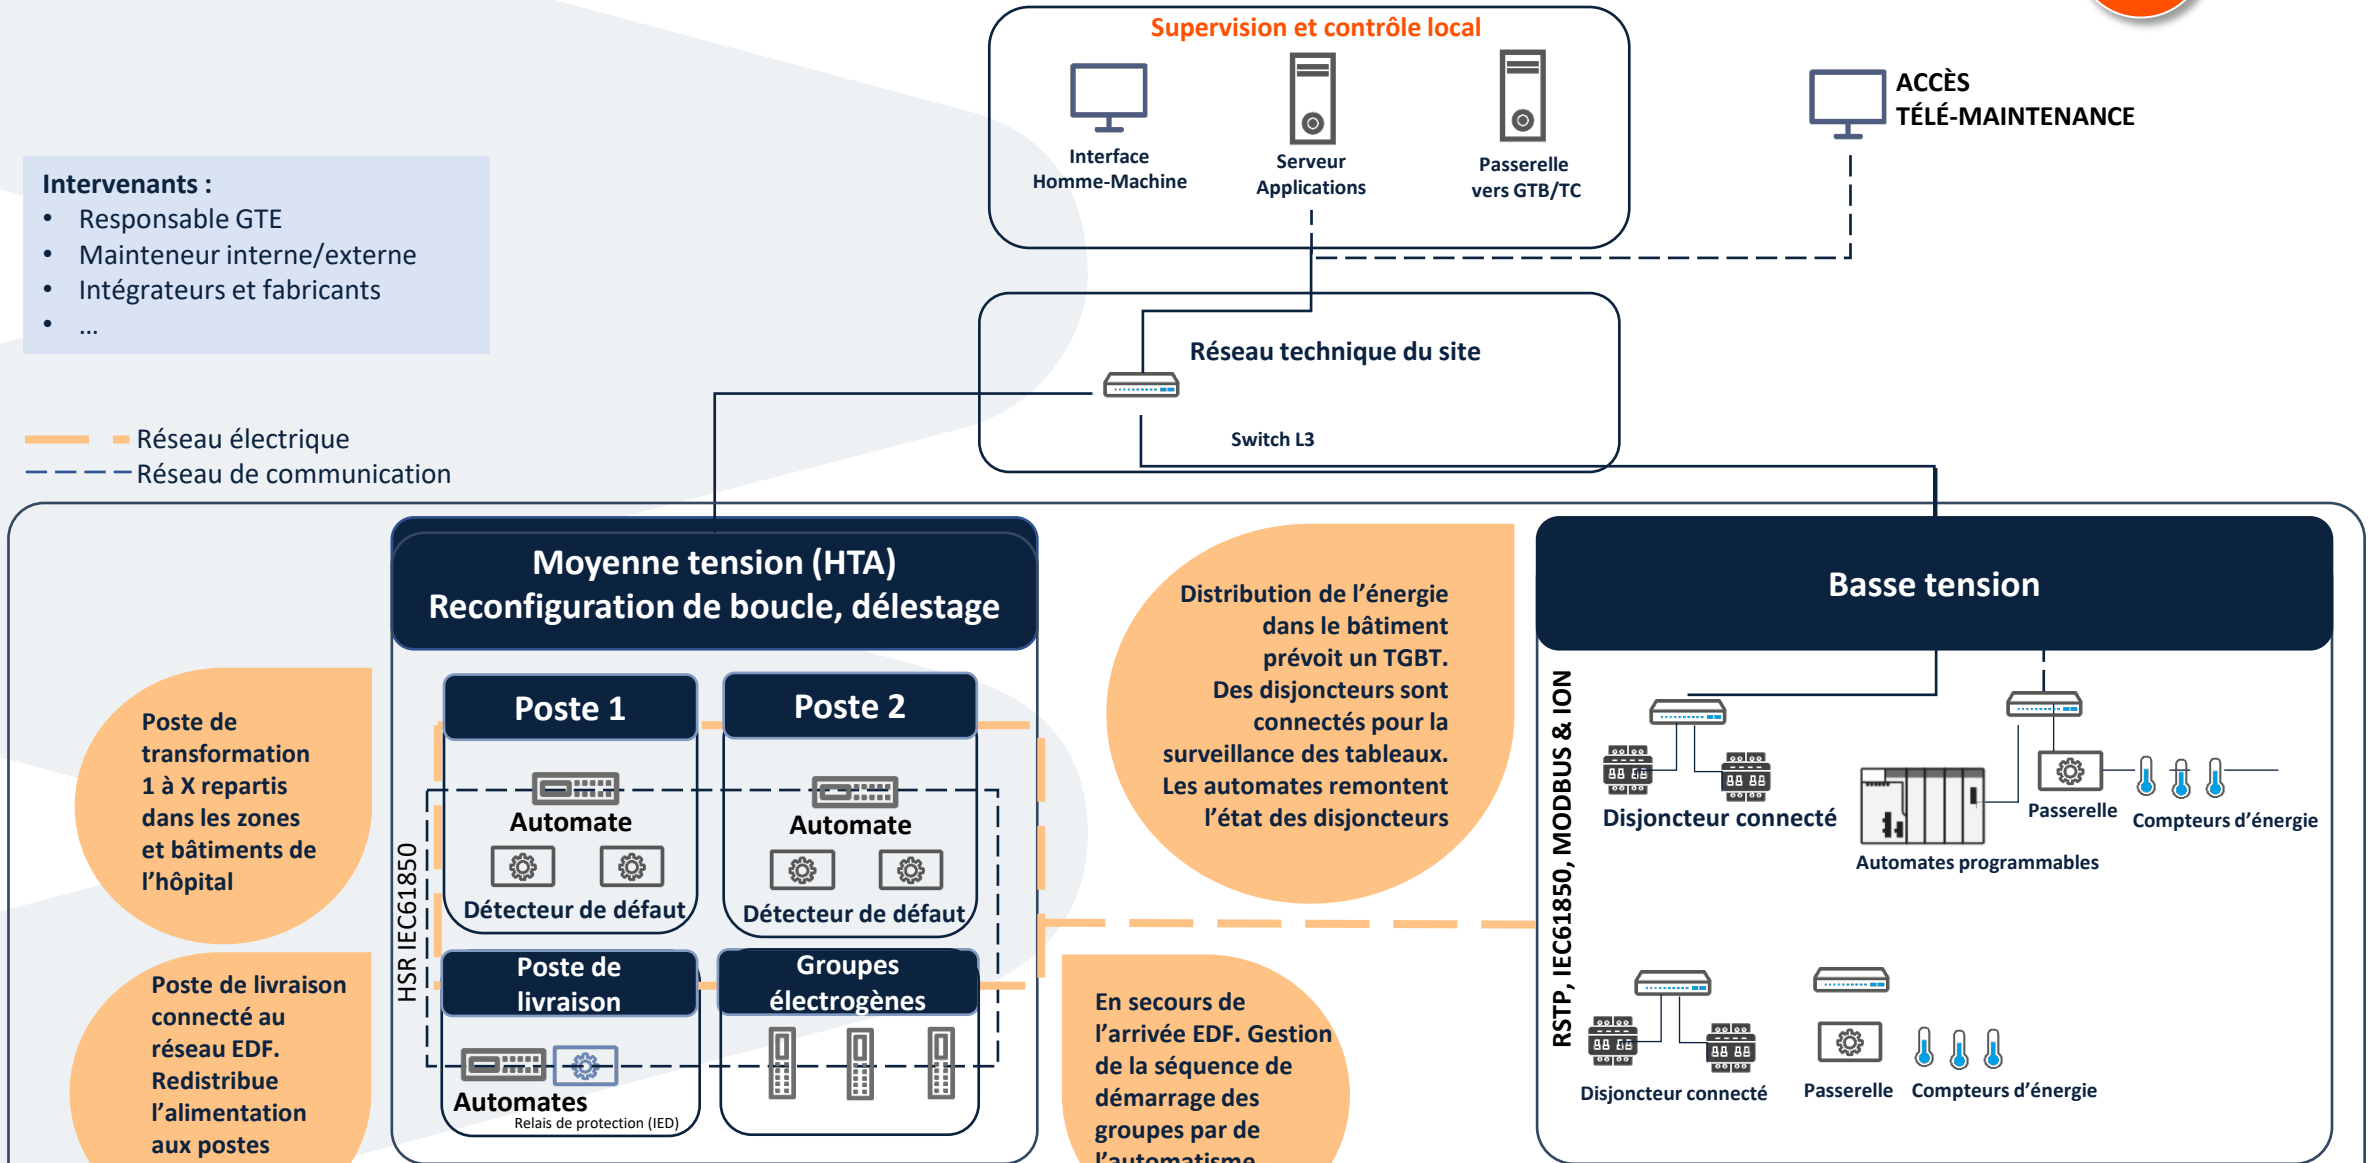 Supervision et contrôle local
Interface
Homme-Machine
Serveur
Applications
Passerelle
vers GTB/TC
ACCÈS
TÉLÉ-MAINTENANCE
Intervenants :
• Responsable GTE
• Mainteneur interne/externe
• Intégrateurs et fabricants
• ...
Réseau technique du site
Switch L3
Réseau électrique
Réseau de communication
Moyenne tension (HTA)
Reconfiguration de boucle, délestage
Poste 1
Automate
Détecteur de défaut
Poste 2
Automate
Détecteur de défaut
HSR IEC61850
Poste de
livraison
Automates
Relais de protection (IED)
Groupes
électrogènes
Poste de
transformation
1 à X repartis
dans les zones
et bâtiments de
l'hôpital
Poste de livraison
connecté au
réseau EDF.
Redistribue
l'alimentation
aux postes
Distribution de l'énergie
dans le bâtiment
prévoit un TGBT.
Des disjoncteurs sont
connectés pour la
surveillance des tableaux.
Les automates remontent
l'état des disjoncteurs
En secours de
l'arrivée EDF. Gestion
de la séquence de
démarrage des
groupes par de
l'automatisme
Basse tension
RSTP, IEC61850, MODBUS & ION
Disjoncteur connecté
Automates programmables
Passerelle
Compteurs d'énergie
Disjoncteur connecté
Passerelle
Compteurs d'énergie